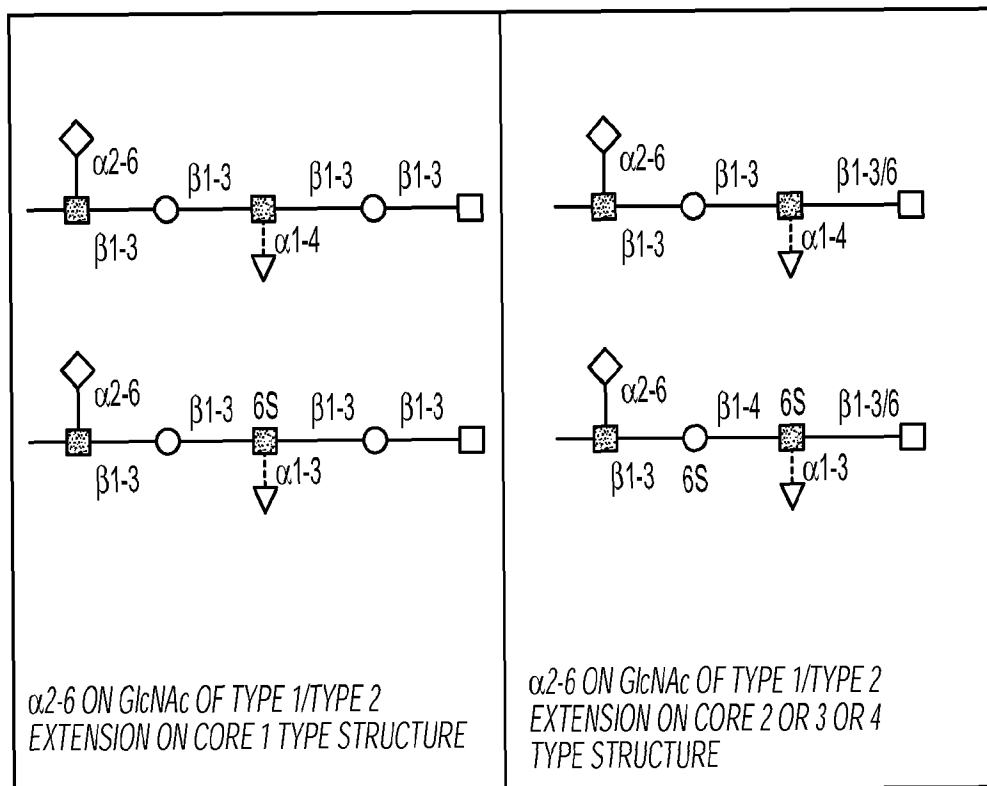 α2-6
β1-3 β1-3 β1-3
β1-3
α1-4
α2-6
β1-3 6S β1-3 β1-3
β1-3
α1-3
α2-6 ON GlcNAc OF TYPE 1/TYPE 2
EXTENSION ON CORE 1 TYPE STRUCTURE
α2-6
β1-3 β1-3/6
β1-3
α1-4
α2-6
β1-4 6S β1-3/6
β1-3 6S
α1-3
α2-6 ON GlcNAc OF TYPE 1/TYPE 2
EXTENSION ON CORE 2 OR 3 OR 4
TYPE STRUCTURE